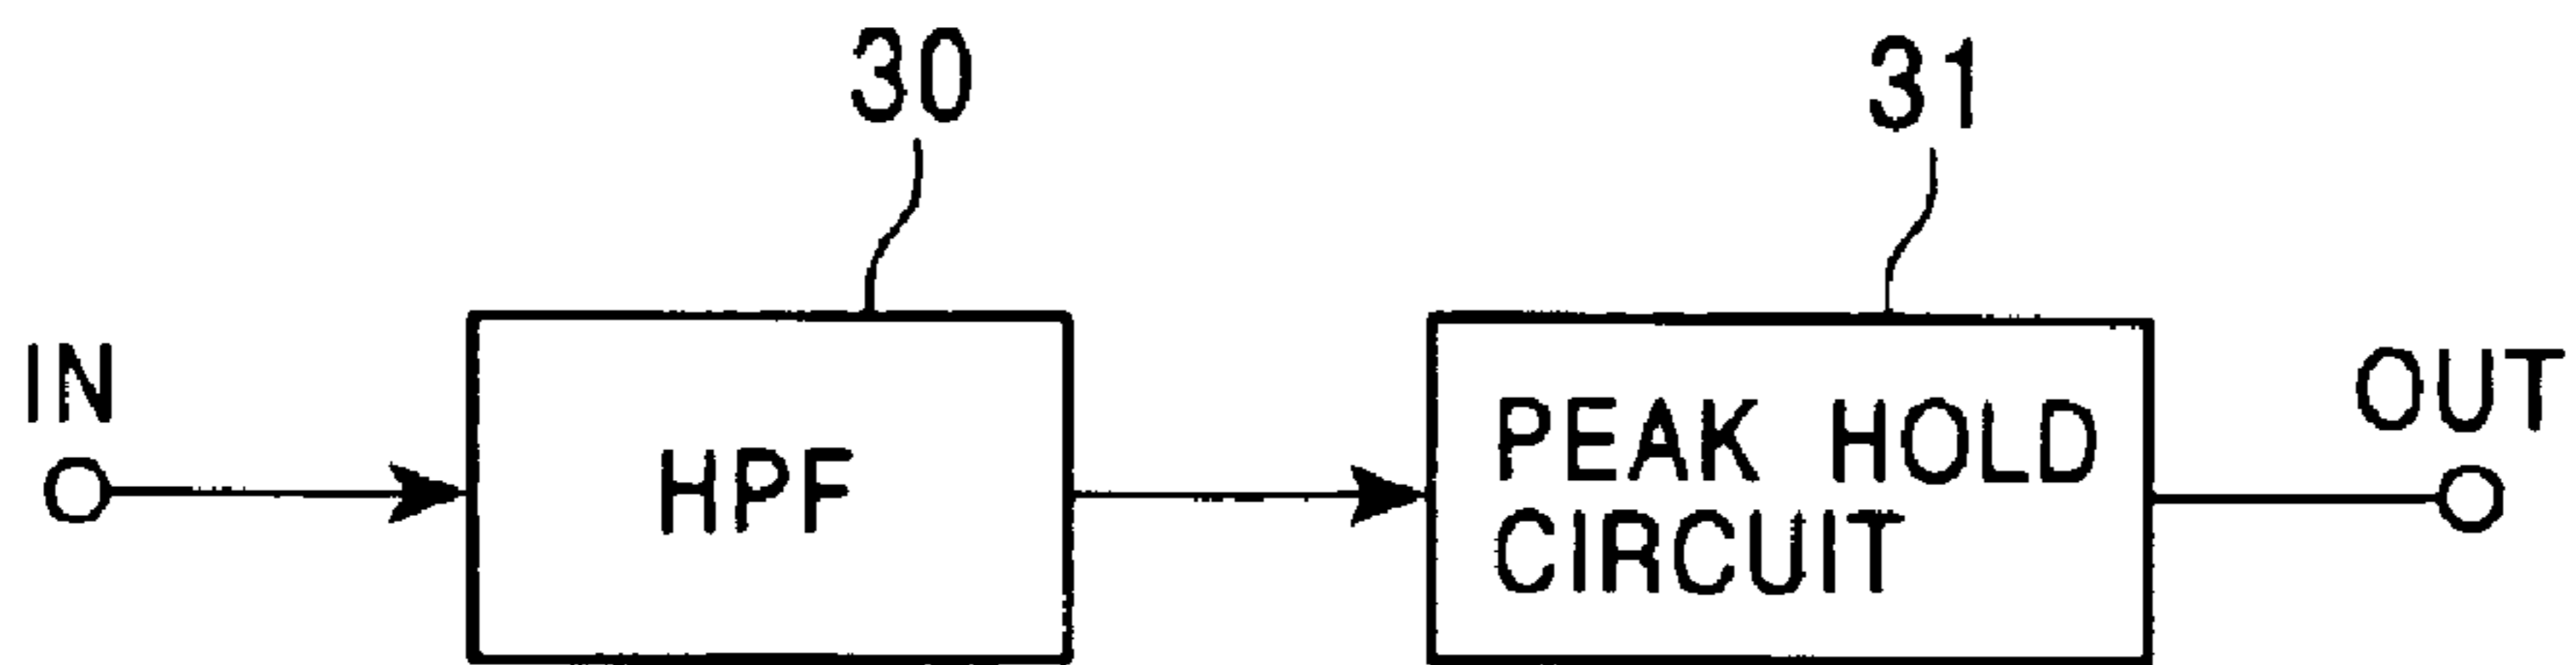 30
31
IN
HPF
PEAK HOLD
CIRCUIT
OUT